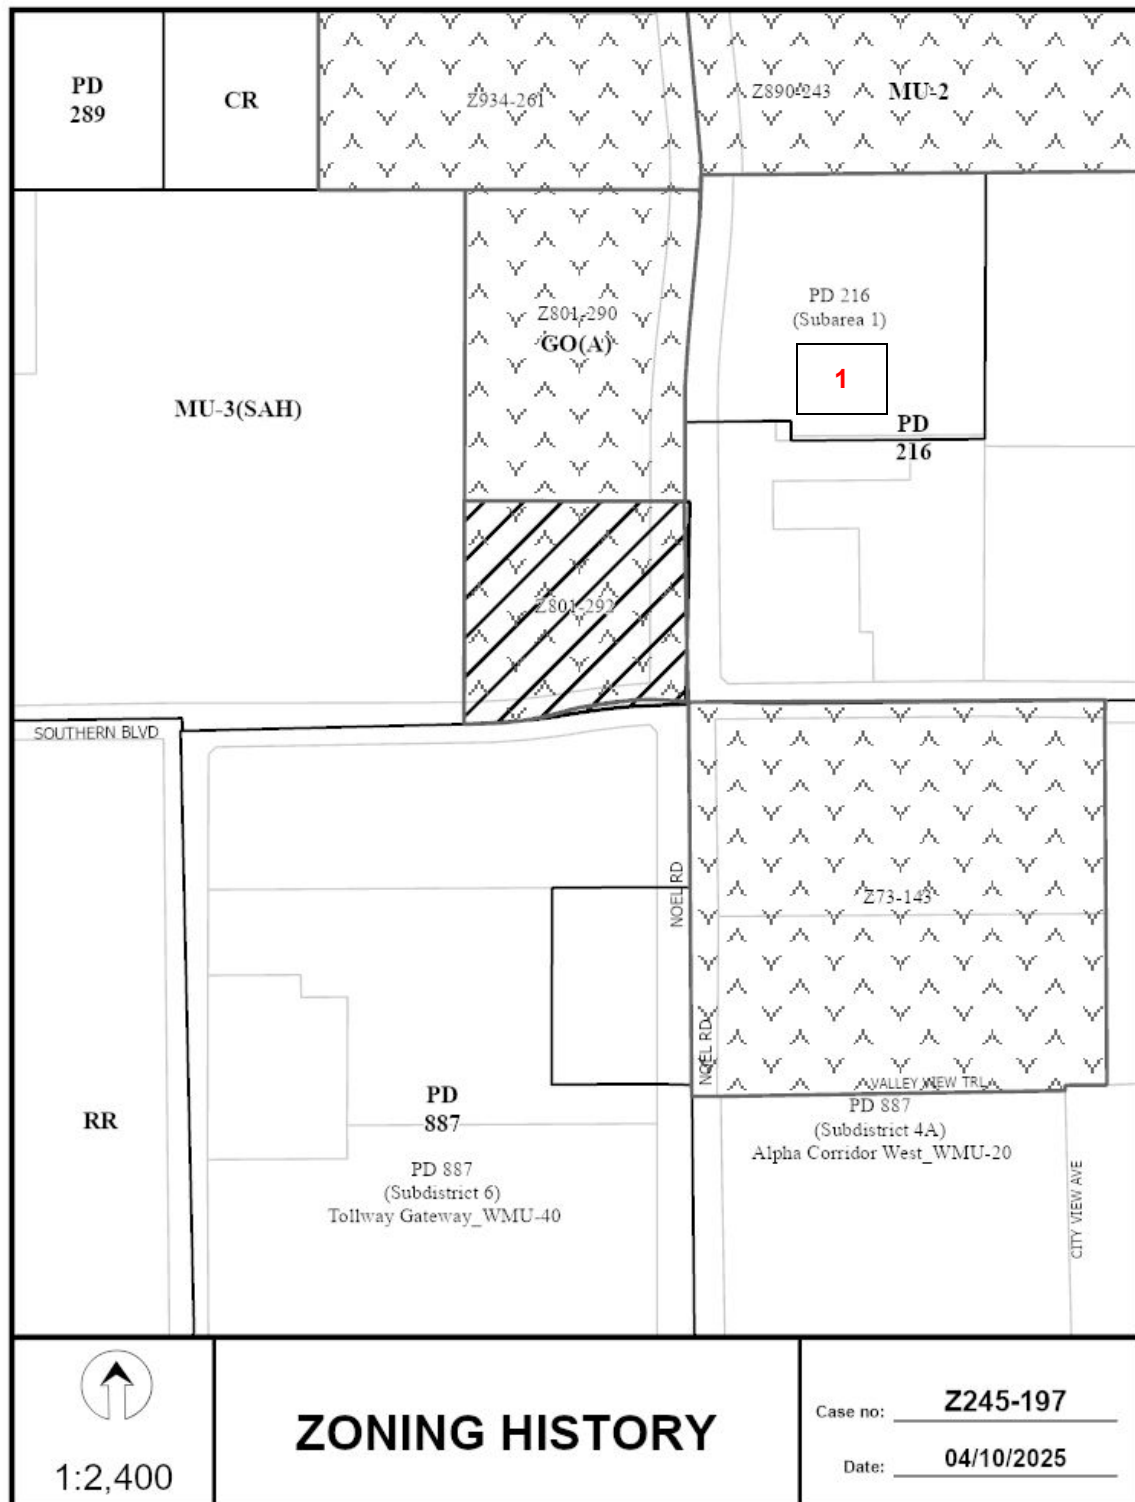 PD
289
CR
Z934-261
Z890-243
MU-2
Z801-290
GO(A)
PD 216
(Subarea 1)
1
MU-3(SAH)
PD
216
Z801-292
SOUTHERN BLVD
NOEL RD
Z73-143
NOEL RD
VALLEY VIEW TRL
PD 887
(Subdistrict 4A)
Alpha Corridor West_WMU-20
RR
PD
887
PD 887
(Subdistrict 6)
Tollway Gateway_WMU-40
CITY VIEW AVE
1:2,400
ZONING HISTORY
Case no: Z245-197
Date: 04/10/2025